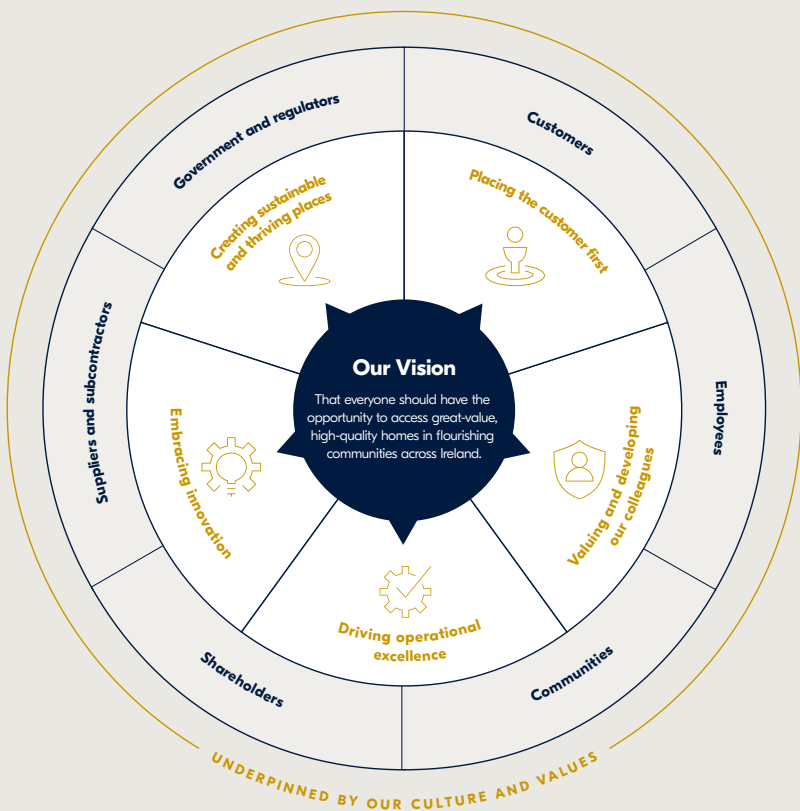 Our Vision
That everyone should have the
opportunity to access great-value,
high-quality homes in flourishing
communities across Ireland.
Placing the customer first
Valuing and developing
our colleagues
Driving operational
excellence
Embracing innovation
Creating sustainable
and thriving places
Customers
Employees
Communities
Shareholders
Suppliers and subcontractors
Government and regulators
UNDERPINNED BY OUR CULTURE AND VALUES